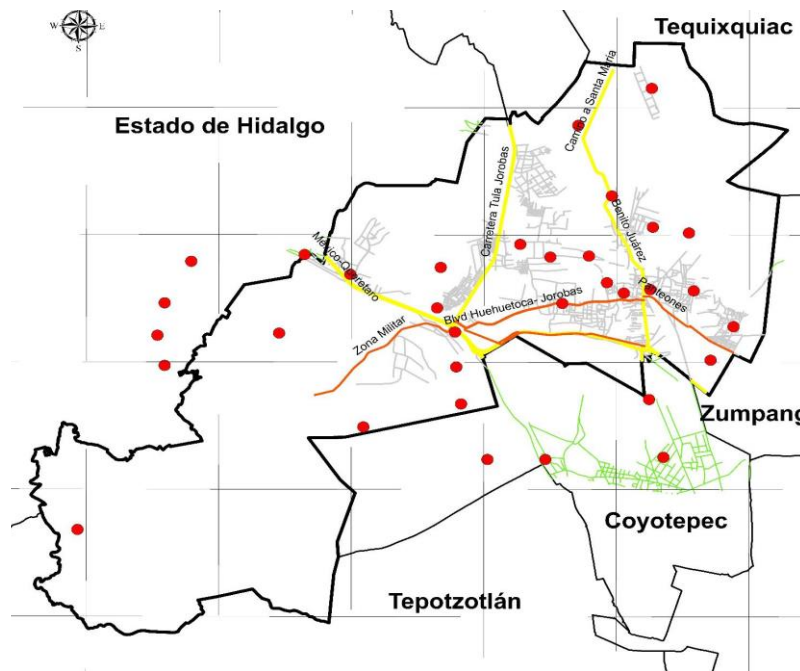 N
W E
S
Tequixquiac
Estado de Hidalgo
Camino a Santa María
Carretera Tula Jorobas
Benito Juárez
México-Querétaro
Panteones
Blvd Huehuetoca- Jorobas
Zona Militar
Zumpang
Coyotepec
Tepotzotlán